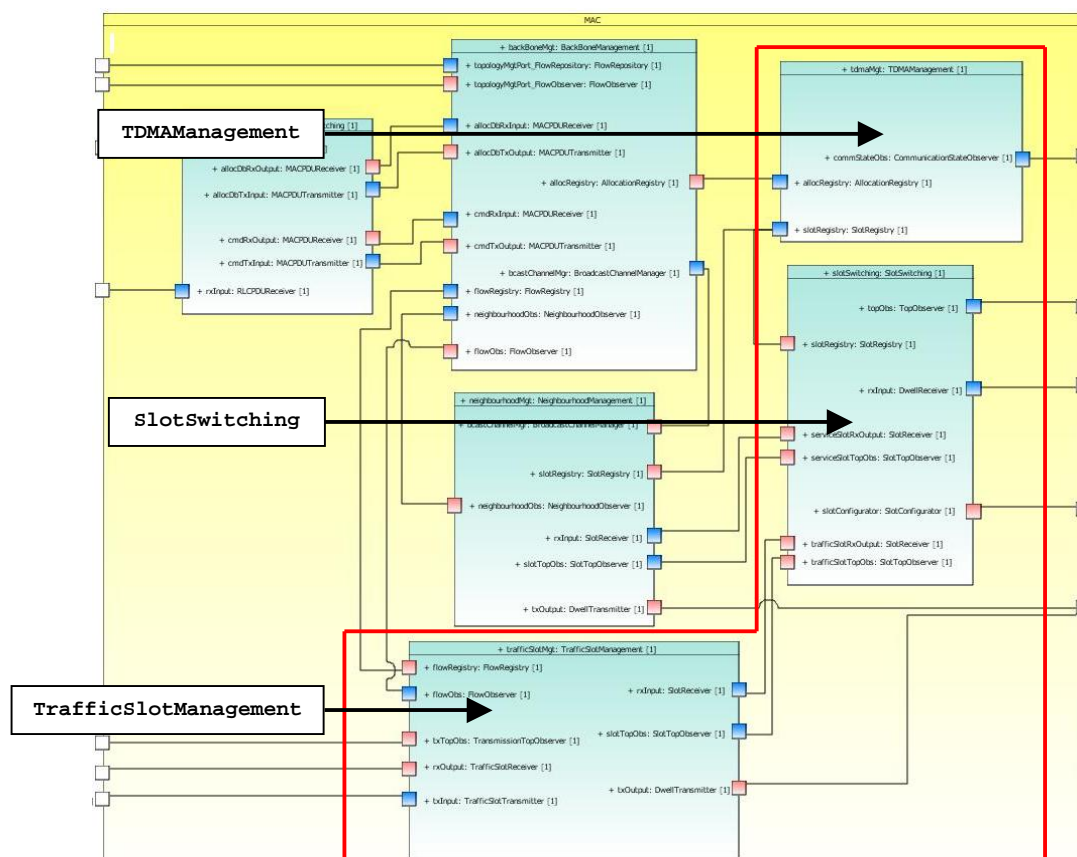 MAC
+ backBoneMgt: BackBoneManagement [1]
+ topologyMgtPort_FlowRepository: FlowRepository [1]
+ topologyMgtPort_FlowObserver: FlowObserver [1]
+ allocDbRxInput: MACPDUReceiver [1]
+ allocDbTxOutput: MACPDUTransmitter [1]
+ allocRegistry: AllocationRegistry [1]
+ cmdRxInput: MACPDUReceiver [1]
+ cmdTxOutput: MACPDUTransmitter [1]
+ bcastChannelMgr: BroadcastChannelManager [1]
+ flowRegistry: FlowRegistry [1]
+ neighbourhoodObs: NeighbourhoodObserver [1]
+ flowObs: FlowObserver [1]
+ tdmaMgt: TDMAManagement [1]
+ commStateObs: CommunicationStateObserver [1]
+ allocRegistry: AllocationRegistry [1]
+ slotRegistry: SlotRegistry [1]
TDMAManagement
ching [1]
[1]
+ allocDbRxOutput: MACPDUReceiver [1]
+ allocDbTxInput: MACPDUTransmitter [1]
+ cmdRxOutput: MACPDUReceiver [1]
+ cmdTxInput: MACPDUTransmitter [1]
+ rxInput: RLCPDUReceiver [1]
+ slotSwitching: SlotSwitching [1]
+ topObs: TopObserver [1]
+ slotRegistry: SlotRegistry [1]
+ rxInput: DwellReceiver [1]
+ serviceSlotRxOutput: SlotReceiver [1]
+ serviceSlotTopObs: SlotTopObserver [1]
+ slotConfigurator: SlotConfigurator [1]
+ trafficSlotRxOutput: SlotReceiver [1]
+ trafficSlotTopObs: SlotTopObserver [1]
SlotSwitching
+ neighbourhoodMgt: NeighbourhoodManagement [1]
+ bcastChannelMgr: BroadcastChannelManager [1]
+ slotRegistry: SlotRegistry [1]
+ neighbourhoodObs: NeighbourhoodObserver [1]
+ rxInput: SlotReceiver [1]
+ slotTopObs: SlotTopObserver [1]
+ txOutput: DwellTransmitter [1]
+ trafficSlotMgt: TrafficSlotManagement [1]
+ flowRegistry: FlowRegistry [1]
+ flowObs: FlowObserver [1]
+ rxInput: SlotReceiver [1]
TrafficSlotManagement
+ slotTopObs: SlotTopObserver [1]
+ txTopObs: TransmissionTopObserver [1]
+ rxOutput: TrafficSlotReceiver [1]
+ txOutput: DwellTransmitter [1]
+ txInput: TrafficSlotTransmitter [1]